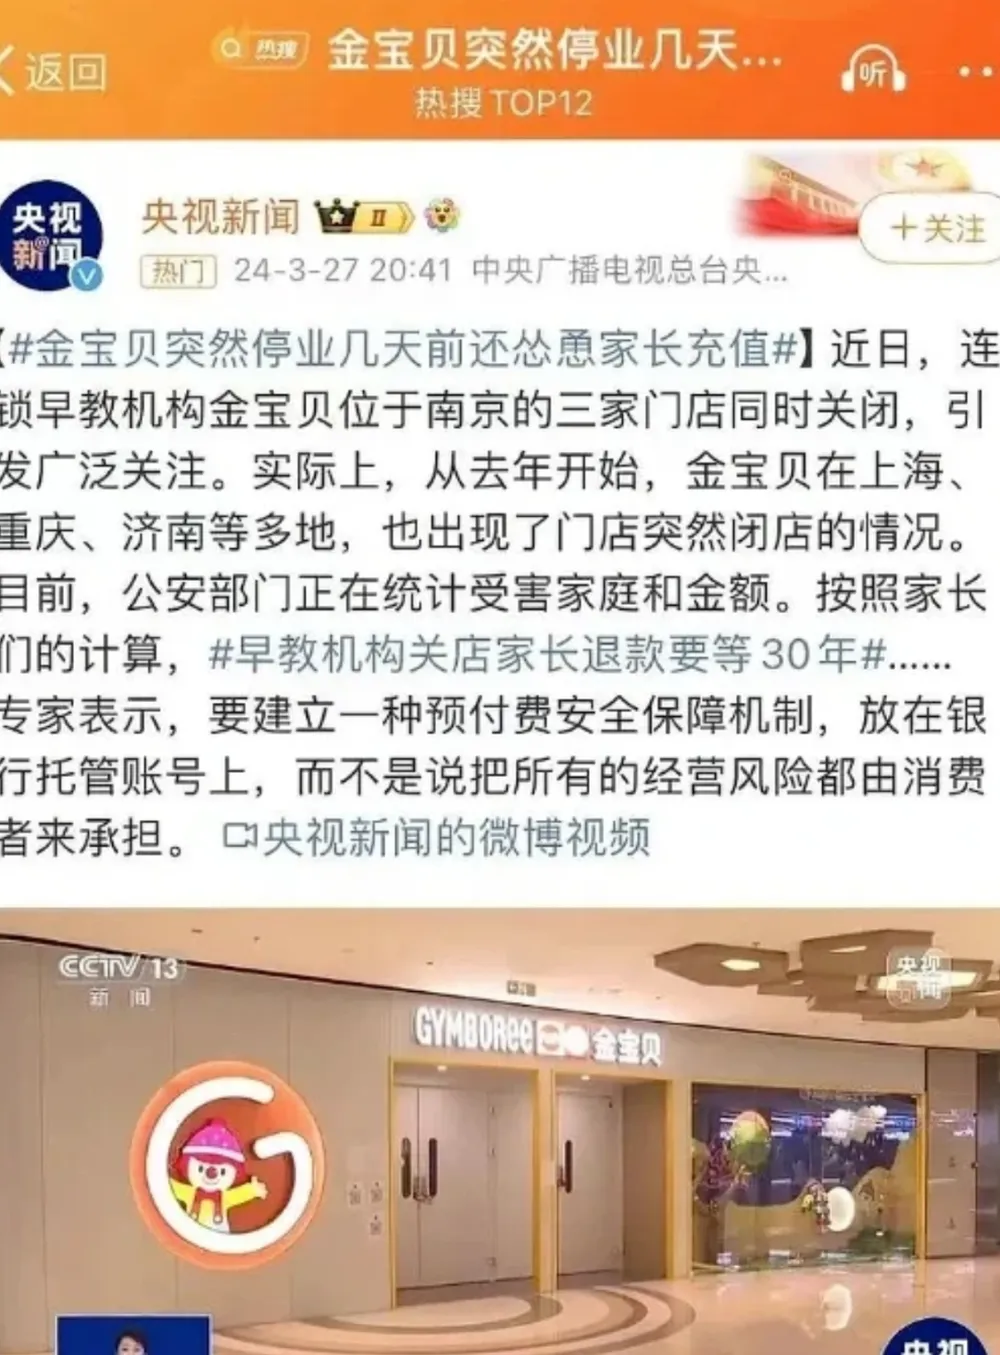 返回
热搜 金宝贝突然停业几天...
听
热搜TOP12
央视
新闻
央视新闻 II
+关注
热门 24-3-27 20:41 中央广播电视总台央...
【#金宝贝突然停业几天前还怂恿家长充值#】近日，连
锁早教机构金宝贝位于南京的三家门店同时关闭，引
发广泛关注。实际上，从去年开始，金宝贝在上海、
重庆、济南等多地，也出现了门店突然闭店的情况。
目前，公安部门正在统计受害家庭和金额。按照家长
们的计算，#早教机构关店家长退款要等30年#……
专家表示，要建立一种预付费安全保障机制，放在银
行托管账号上，而不是说把所有的经营风险都由消费
者来承担。 央视新闻的微博视频
CCTV 13
新闻
央视
新闻
GYMBORee 金宝贝
G
央视